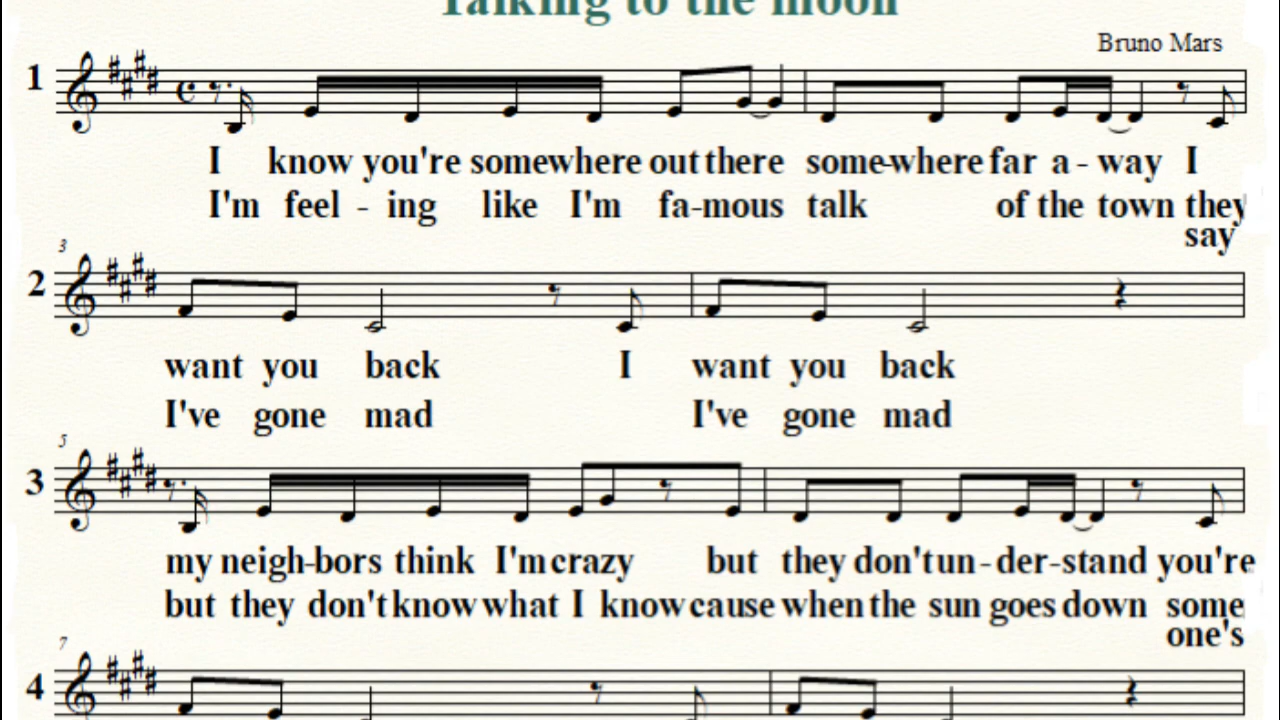 Talking to the moon
Bruno Mars
1
I know you're somewhere out there some-where far a - way I
I'm feel - ing like I'm fa-mous talk of the town they
say
3
2
want you back I want you back
I've gone mad I've gone mad
5
3
my neigh-bors think I'm crazy but they don't un - der-stand you're
but they don't know what I know cause when the sun goes down some
one's
7
4